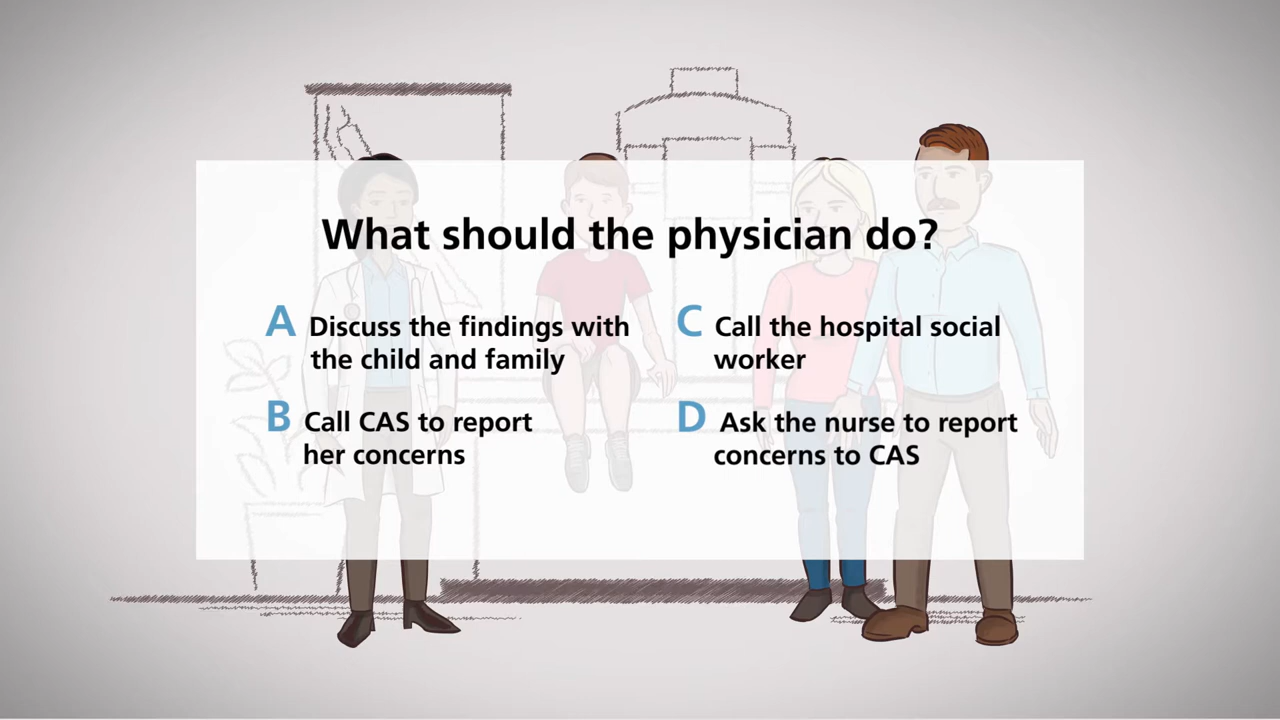 What should the physician do?
A Discuss the findings with
the child and family
B Call CAS to report
her concerns
C Call the hospital social
worker
D Ask the nurse to report
concerns to CAS